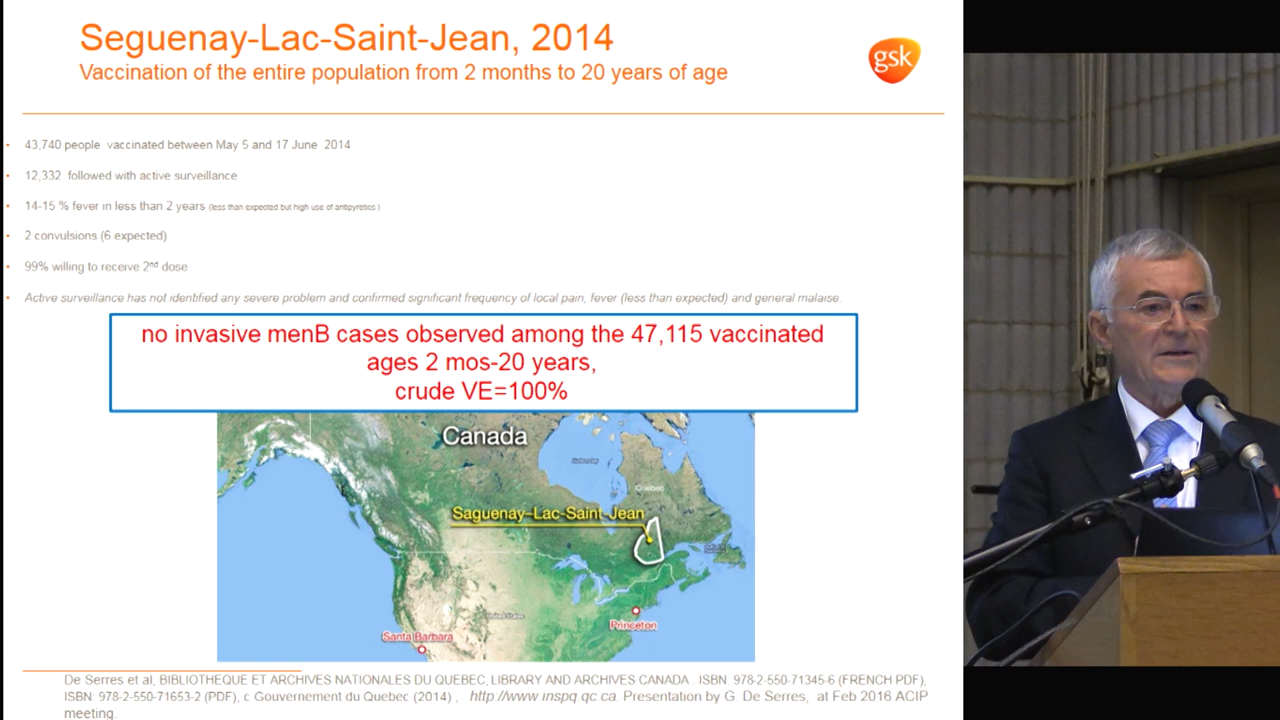 Seguenay-Lac-Saint-Jean, 2014
Vaccination of the entire population from 2 months to 20 years of age
gsk
• 43,740 people vaccinated between May 5 and 17 June 2014
• 12,332 followed with active surveillance
• 14-15 % fever in less than 2 years (less than expected but high use of antipyretics )
• 2 convulsions (6 expected)
• 99% willing to receive 2nd dose
• Active surveillance has not identified any severe problem and confirmed significant frequency of local pain, fever (less than expected) and general malaise.
no invasive menB cases observed among the 47,115 vaccinated
ages 2 mos-20 years,
crude VE=100%
Canada
Quebec
Saguenay–Lac-Saint-Jean
United States
Princeton
Santa Barbara
De Serres et al, BIBLIOTHEQUE ET ARCHIVES NATIONALES DU QUEBEC, LIBRARY AND ARCHIVES CANADA . ISBN: 978-2-550-71345-6 (FRENCH PDF),
ISBN: 978-2-550-71653-2 (PDF), c Gouvernement du Quebec (2014) , http://www.inspq.qc.ca. Presentation by G. De Serres, at Feb 2016 ACIP
meeting.